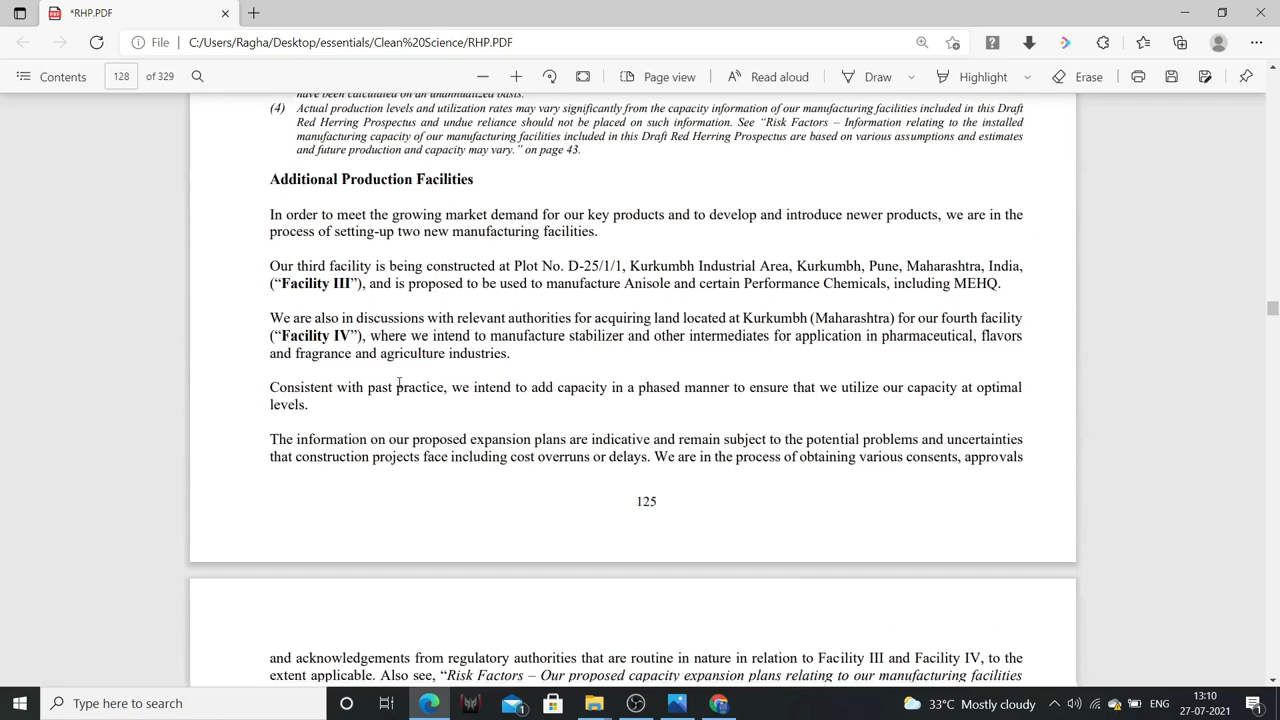 *RHP.PDF
File C:/Users/Ragha/Desktop/essentials/Clean%20Science/RHP.PDF
Contents 128 of 329 Page view Read aloud Draw Highlight Erase
have been calculated on an unannualized basis.
(4) Actual production levels and utilization rates may vary significantly from the capacity information of our manufacturing facilities included in this Draft
Red Herring Prospectus and undue reliance should not be placed on such information. See “Risk Factors – Information relating to the installed
manufacturing capacity of our manufacturing facilities included in this Draft Red Herring Prospectus are based on various assumptions and estimates
and future production and capacity may vary.” on page 43.
Additional Production Facilities
In order to meet the growing market demand for our key products and to develop and introduce newer products, we are in the
process of setting-up two new manufacturing facilities.
Our third facility is being constructed at Plot No. D-25/1/1, Kurkumbh Industrial Area, Kurkumbh, Pune, Maharashtra, India,
(“Facility III”), and is proposed to be used to manufacture Anisole and certain Performance Chemicals, including MEHQ.
We are also in discussions with relevant authorities for acquiring land located at Kurkumbh (Maharashtra) for our fourth facility
(“Facility IV”), where we intend to manufacture stabilizer and other intermediates for application in pharmaceutical, flavors
and fragrance and agriculture industries.
Consistent with past practice, we intend to add capacity in a phased manner to ensure that we utilize our capacity at optimal
levels.
The information on our proposed expansion plans are indicative and remain subject to the potential problems and uncertainties
that construction projects face including cost overruns or delays. We are in the process of obtaining various consents, approvals
125
and acknowledgements from regulatory authorities that are routine in nature in relation to Facility III and Facility IV, to the
extent applicable. Also see, “Risk Factors – Our proposed capacity expansion plans relating to our manufacturing facilities
Type here to search 33°C Mostly cloudy ENG 13:10
27-07-2021